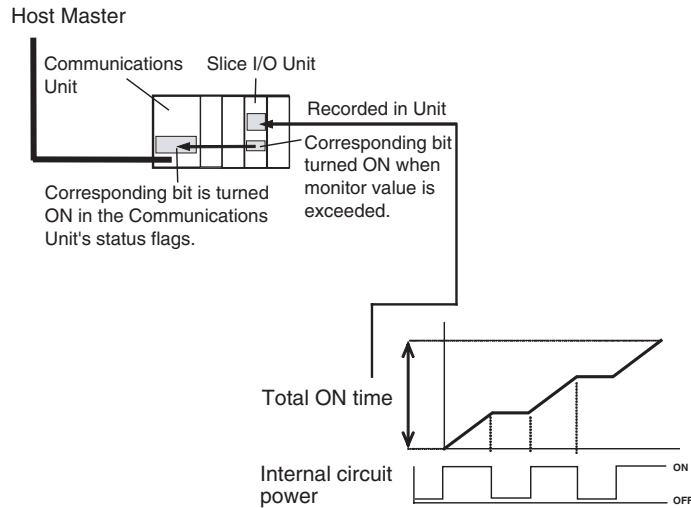 Host Master
Communications
Unit
Slice I/O Unit
Recorded in Unit
Corresponding bit
turned ON when
monitor value is
exceeded.
Corresponding bit is turned
ON in the Communications
Unit's status flags.
Total ON time
Internal circuit
power
ON
OFF